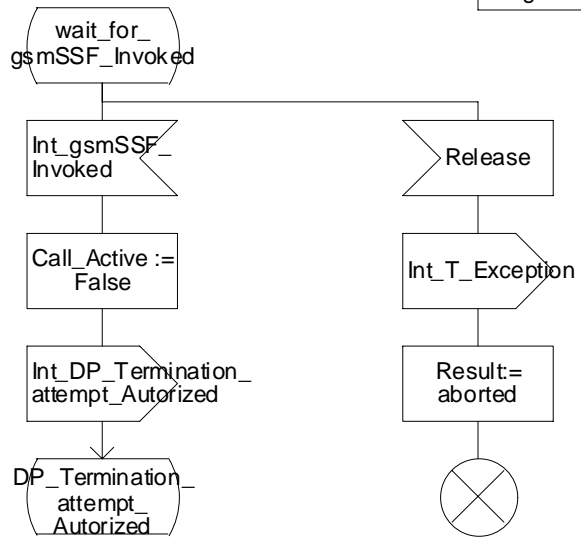 wait_for_
gsmSSF_Invoked
Int_gsmSSF_
Invoked
Release
Call_Active :=
False
Int_T_Exception
Int_DP_Termination_
attempt_Autorized
Result:=
aborted
DP_Termination_
attempt_
Autorized